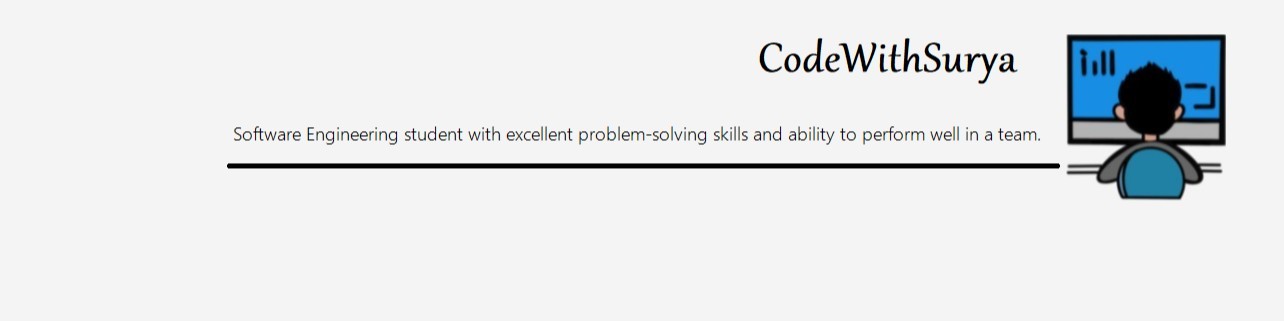 CodeWithSurya
Software Engineering student with excellent problem-solving skills and ability to perform well in a team.